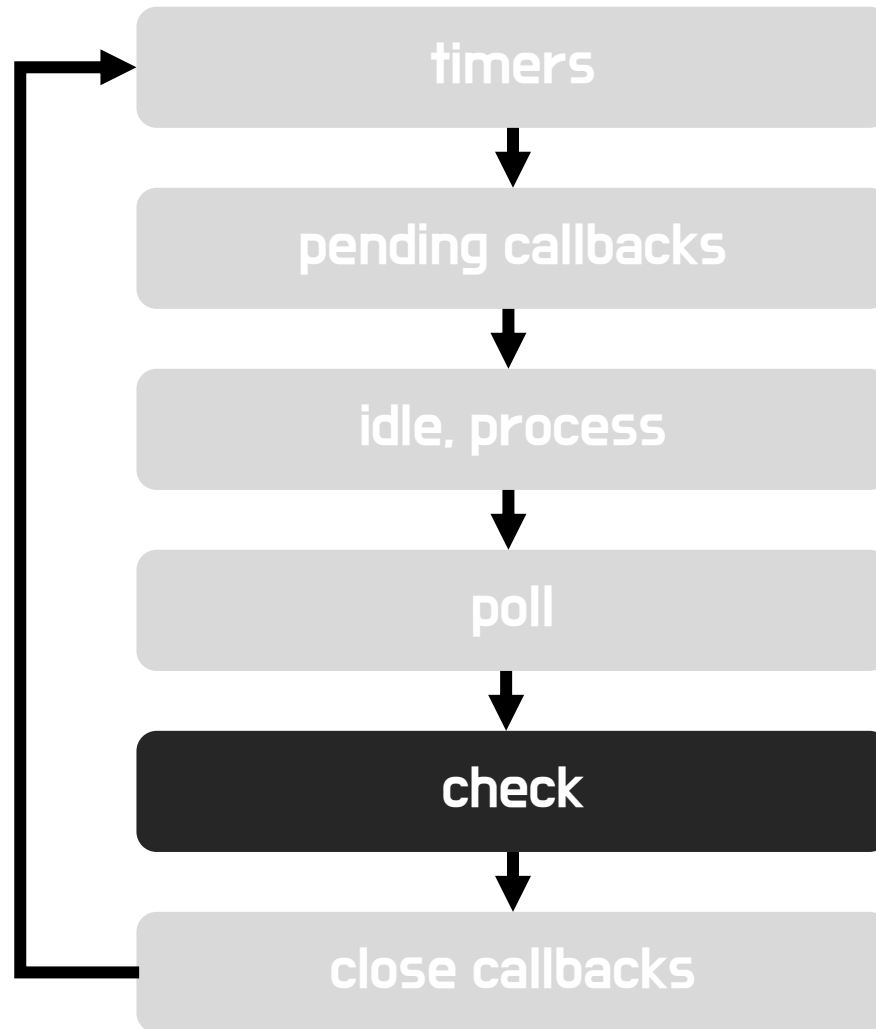 timers
pending callbacks
idle, process
poll
check
close callbacks